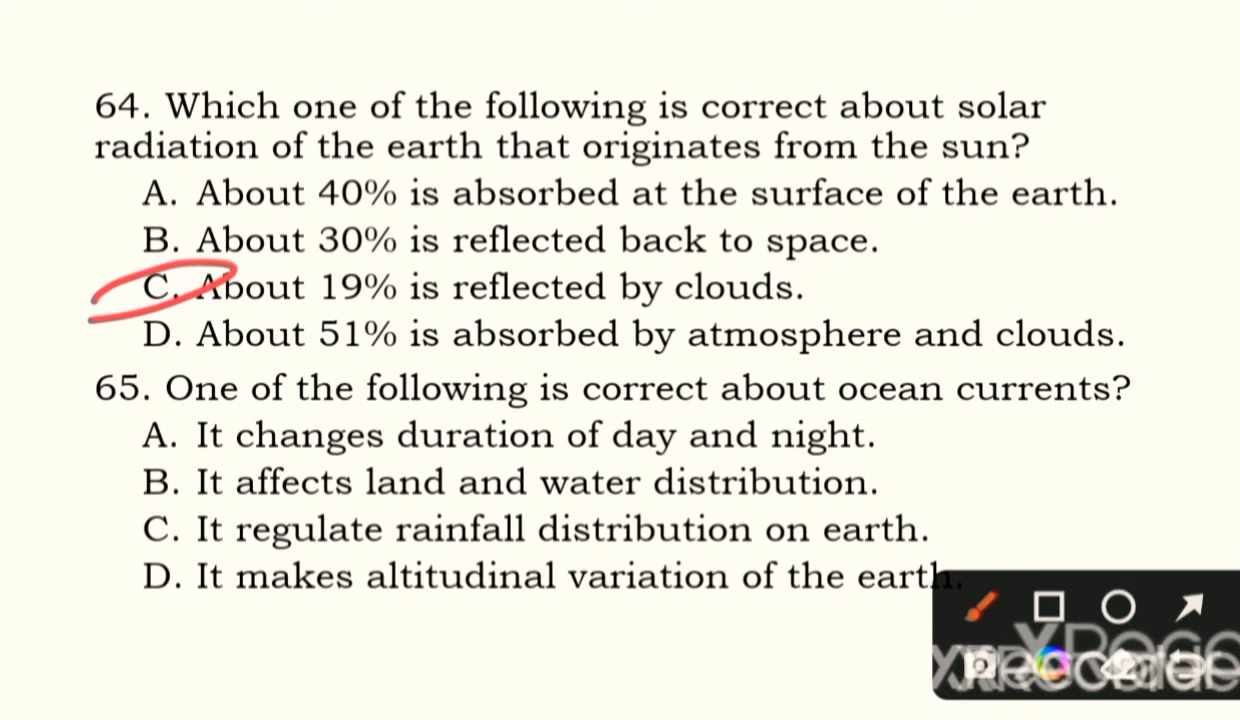 64. Which one of the following is correct about solar
radiation of the earth that originates from the sun?
A. About 40% is absorbed at the surface of the earth.
B. About 30% is reflected back to space.
C. About 19% is reflected by clouds.
D. About 51% is absorbed by atmosphere and clouds.
65. One of the following is correct about ocean currents?
A. It changes duration of day and night.
B. It affects land and water distribution.
C. It regulate rainfall distribution on earth.
D. It makes altitudinal variation of the earth.